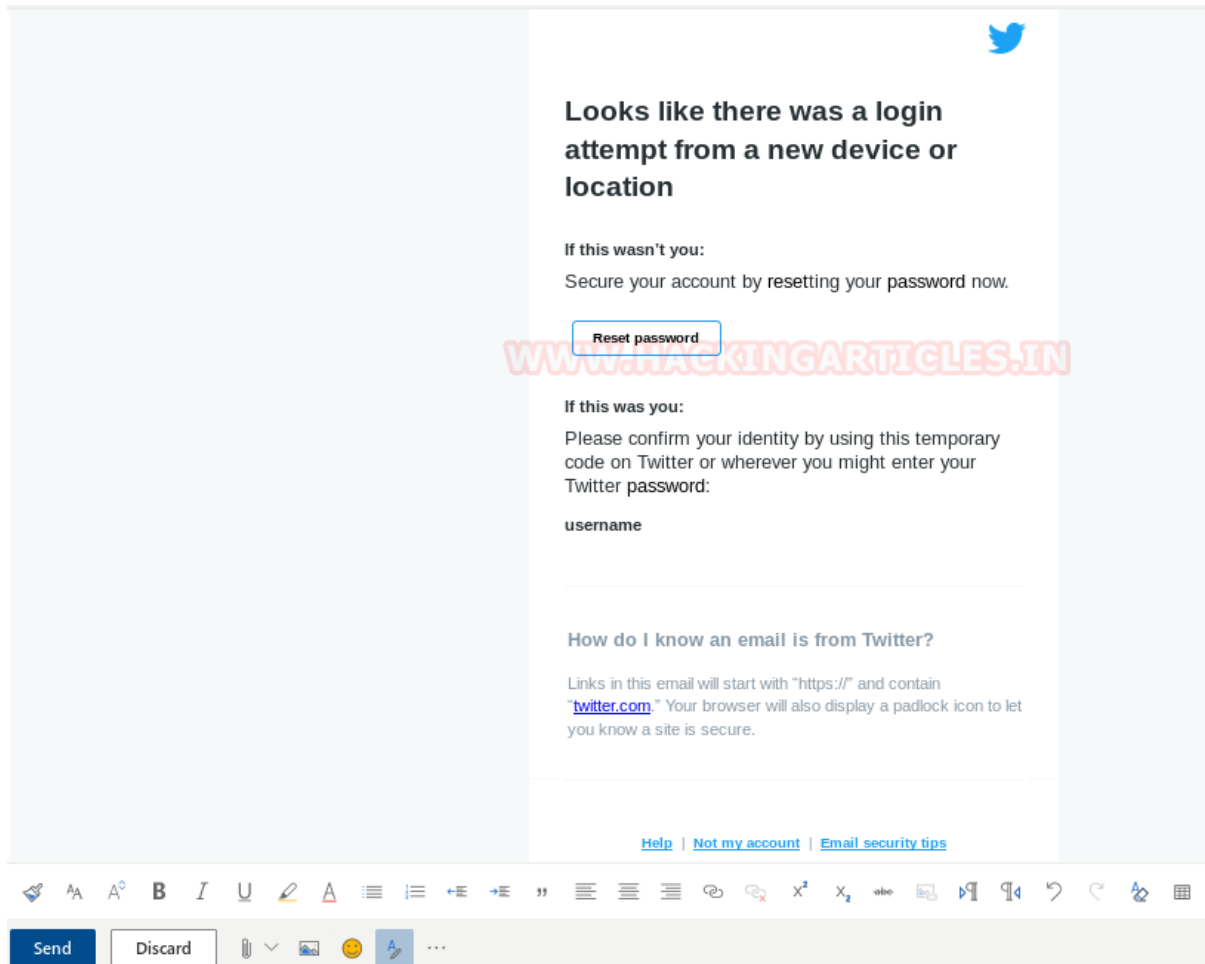 Looks like there was a login
attempt from a new device or
location
If this wasn’t you:
Secure your account by resetting your password now.
Reset password
WWW.HACKINGARTICLES.IN
If this was you:
Please confirm your identity by using this temporary
code on Twitter or wherever you might enter your
Twitter password:
username
How do I know an email is from Twitter?
Links in this email will start with “https://” and contain
“twitter.com.” Your browser will also display a padlock icon to let
you know a site is secure.
Help | Not my account | Email security tips
Send Discard